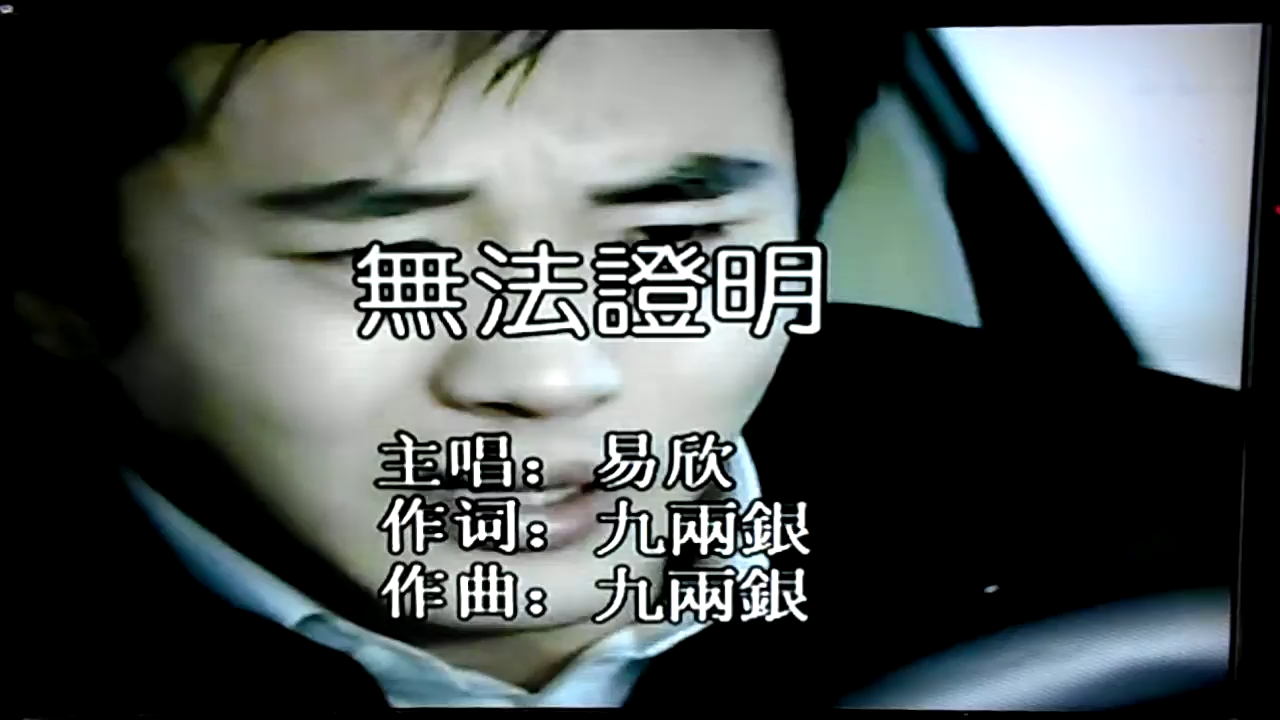 無法證明
主唱：易欣
作词：九兩銀
作曲：九兩銀